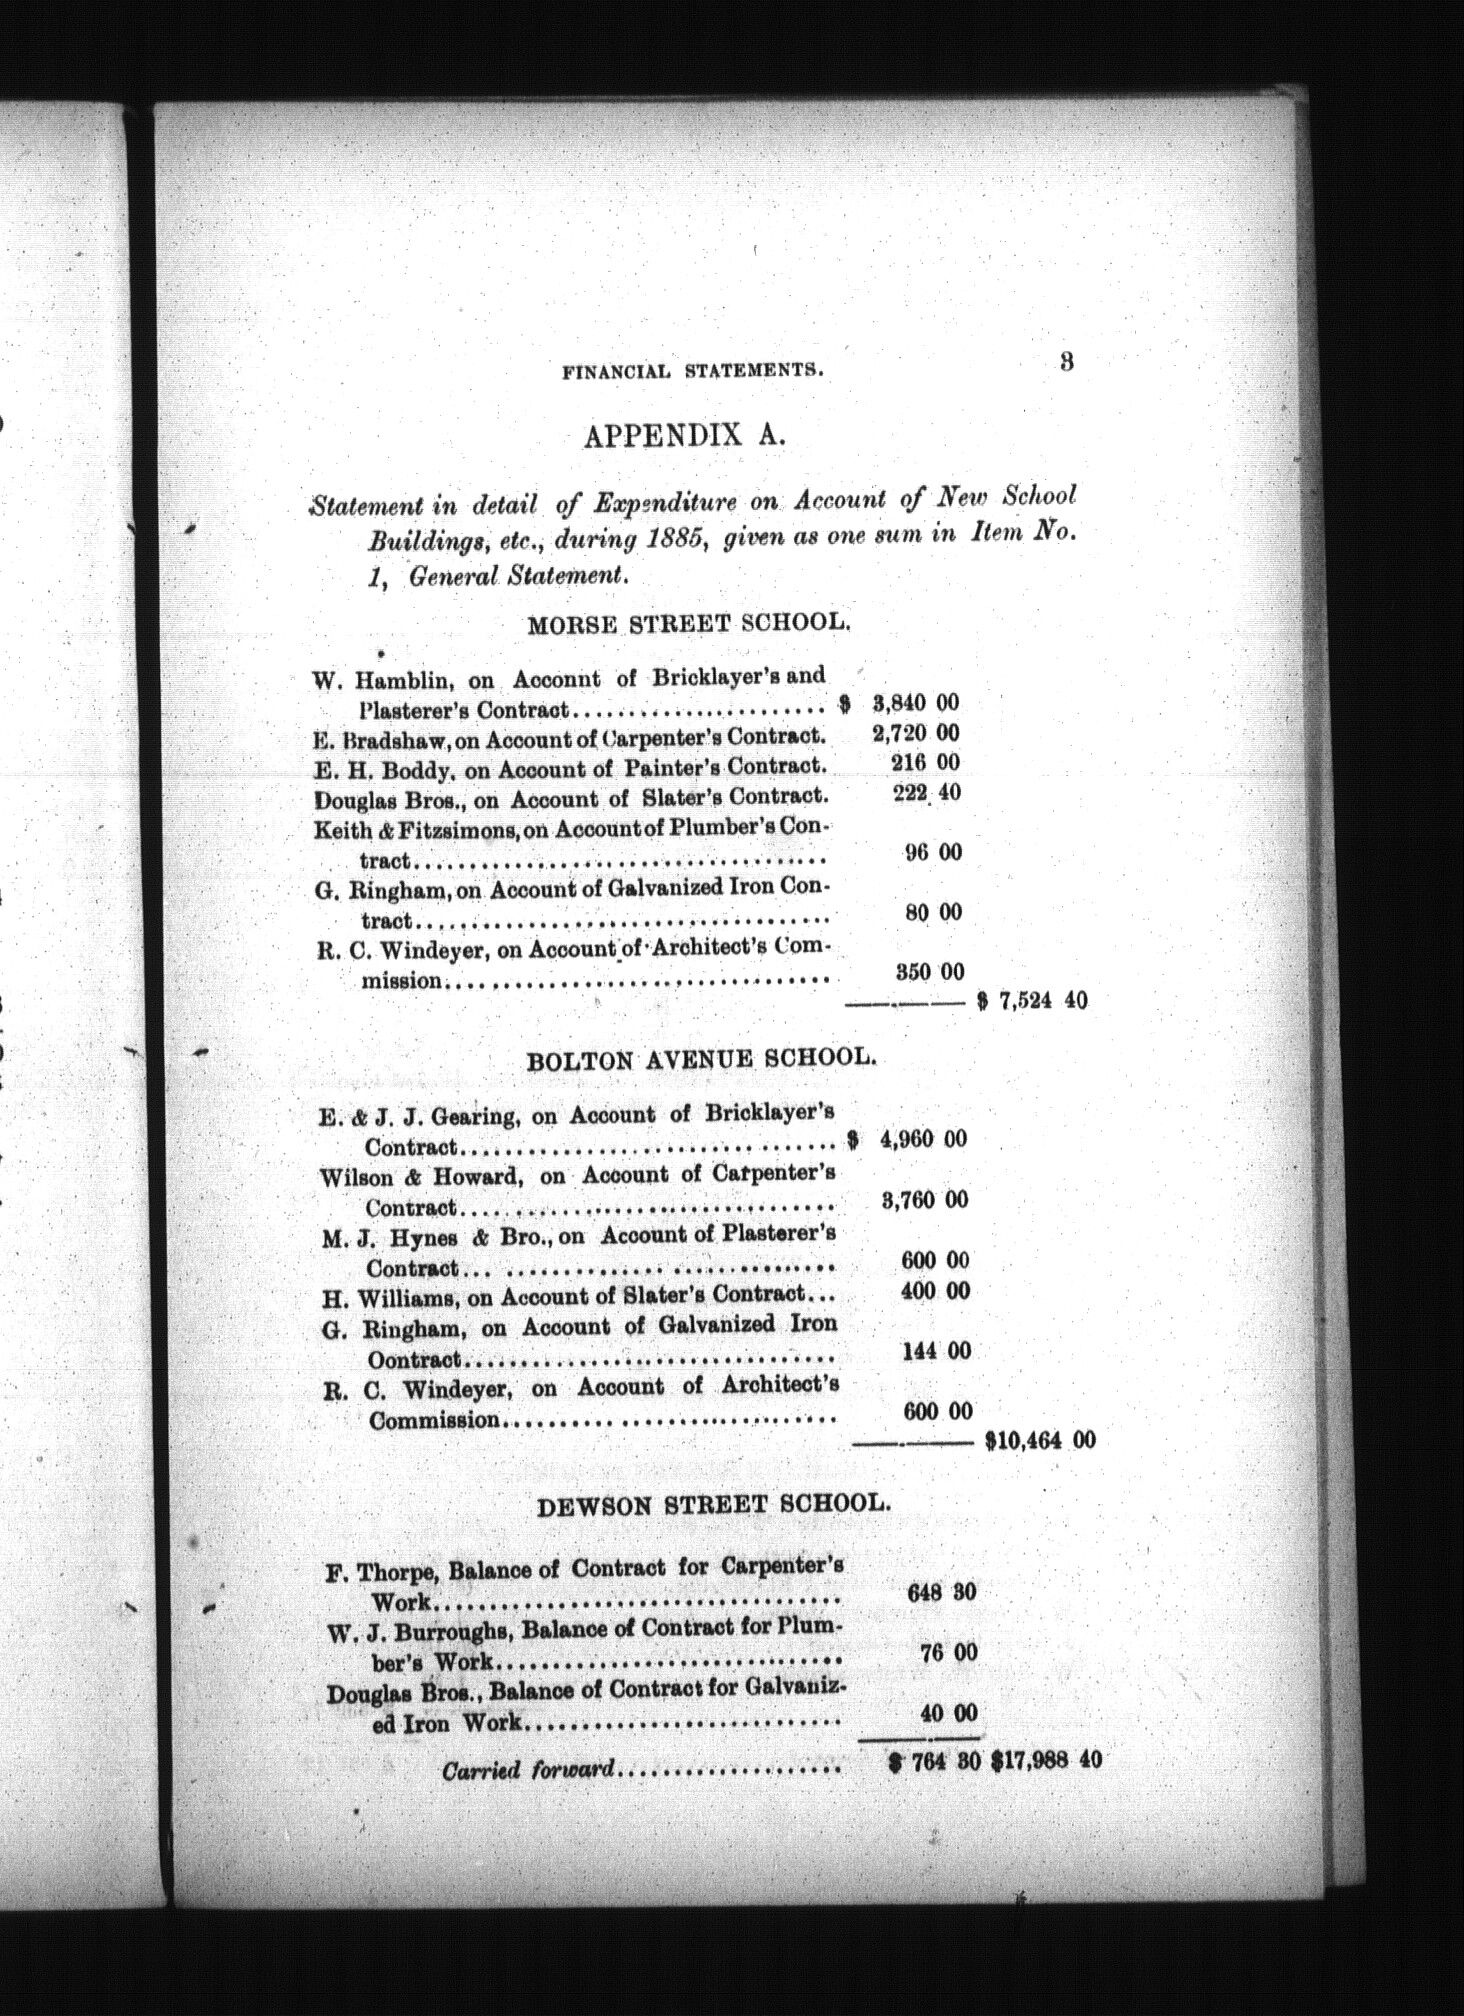 FINANCIAL STATEMENTS. 3
APPENDIX A.
Statement in detail of Expenditure on Account of New School
Buildings, etc., during 1885, given as one sum in Item No.
1, General Statement.
MORSE STREET SCHOOL.
W. Hamblin, on Acconnt of Bricklayer's and
Plasterer's Contract....................... $ 3,840 00
E. Bradshaw, on Account of Carpenter's Contract. 2,720 00
E. H. Boddy, on Account of Painter's Contract. 216 00
Douglas Bros., on Account of Slater's Contract. 222 40
Keith & Fitzsimons, on Account of Plumber's Con-
tract.................................... 96 00
G. Ringham, on Account of Galvanized Iron Con-
tract.................................... 80 00
R. C. Windeyer, on Account of Architect's Com-
mission.................................. 350 00
$ 7,524 40
BOLTON AVENUE SCHOOL.
E. & J. J. Gearing, on Account of Bricklayer's
Contract................................. $ 4,960 00
Wilson & Howard, on Account of Carpenter's
Contract................................. 3,760 00
M. J. Hynes & Bro., on Account of Plasterer's
Contract... ............................. 600 00
H. Williams, on Account of Slater's Contract... 400 00
G. Ringham, on Account of Galvanized Iron
Oontract................................. 144 00
R. C. Windeyer, on Account of Architect's
Commission............................. 600 00
$10,464 00
DEWSON STREET SCHOOL.
F. Thorpe, Balance of Contract for Carpenter's
Work.................................... 648 30
W. J. Burroughs, Balance of Contract for Plum-
ber's Work.............................. 76 00
Douglas Bros., Balance of Contract for Galvaniz-
ed Iron Work............................ 40 00
Carried forward.................... $ 764 30 $17,988 40